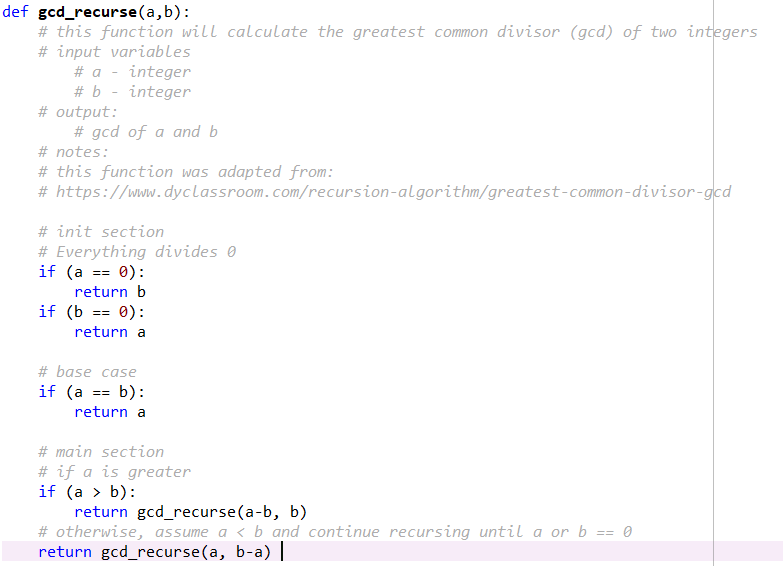 def gcd_recurse(a,b):
    # this function will calculate the greatest common divisor (gcd) of two integers
    # input variables
        # a - integer
        # b - integer
    # output:
        # gcd of a and b
    # notes:
    # this function was adapted from:
    # https://www.dyclassroom.com/recursion-algorithm/greatest-common-divisor-gcd
    # init section
    # Everything divides 0
    if (a == 0):
        return b
    if (b == 0):
        return a
    # base case
    if (a == b):
        return a
    # main section
    # if a is greater
    if (a > b):
        return gcd_recurse(a-b, b)
    # otherwise, assume a < b and continue recursing until a or b == 0
    return gcd_recurse(a, b-a)